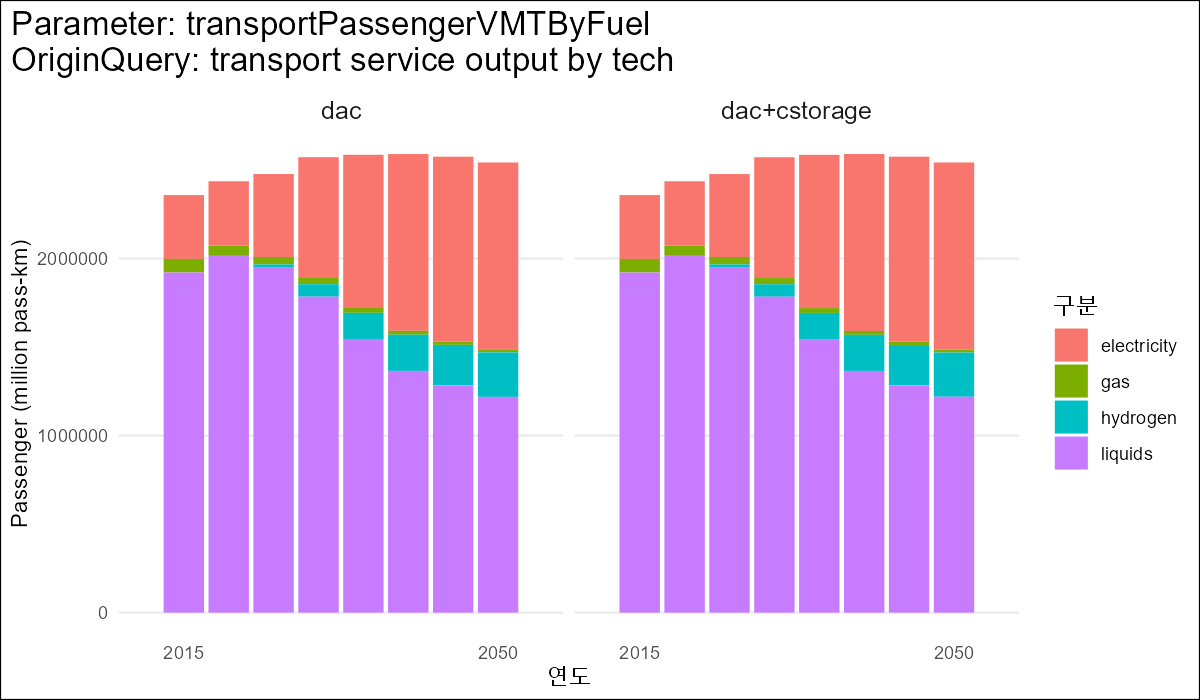 Parameter: transportPassengerVMTByFuel
OriginQuery: transport service output by tech
dac
dac+cstorage
Passenger (million pass-km)
2000000
1000000
0
2015
2050
2015
2050
연도
구분
electricity
gas
hydrogen
liquids